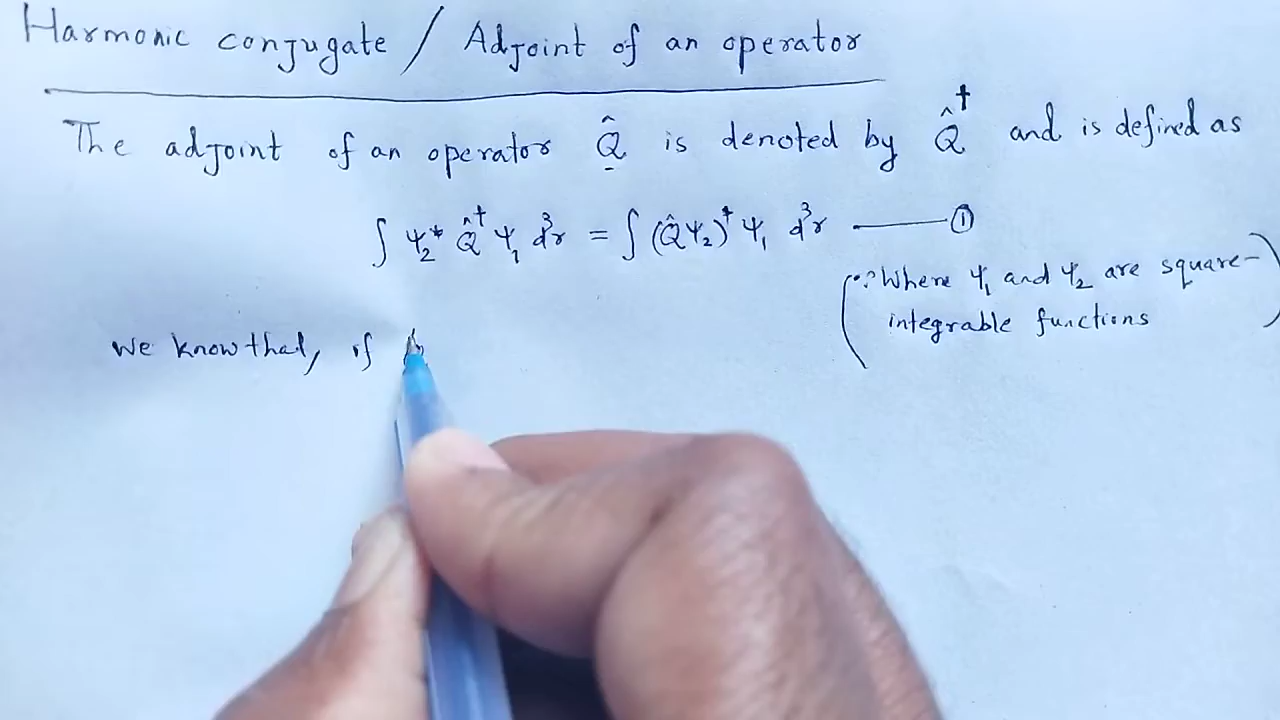 Harmonic conjugate / Adjoint of an operator
The adjoint of an operator Q̂ is denoted by Q̂† and is defined as
∫ Ψ₂* Q̂† Ψ₁ d³r = ∫ (Q̂Ψ₂)* Ψ₁ d³r ——— ①
(∵ Where Ψ₁ and Ψ₂ are square-
integrable functions)
We know that, if